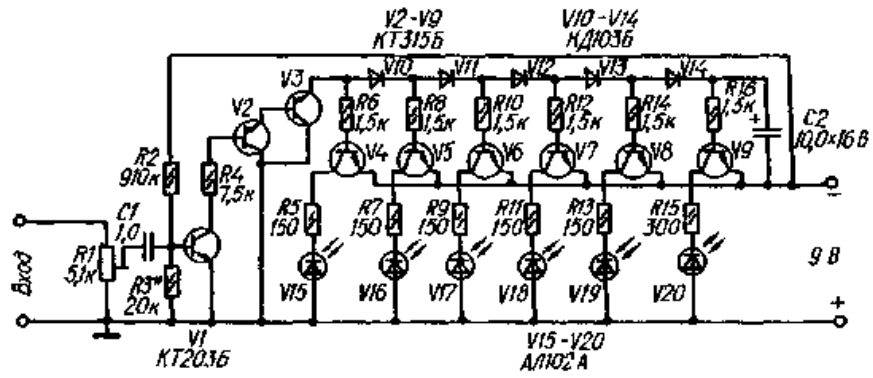 V2-V9
КТ315Б
V10-V14
КД103Б
V3
V10
V11
V12
V13
V14
V2
R6
1,5к
R8
1,5к
R10
1,5к
R12
1,5к
R14
1,5к
R16
1,5к
+
C2
10,0×16 В
R2
910к
R4
7,5к
V4
V5
V6
V7
V8
V9
−
C1
1,0
R5
150
R7
150
R9
150
R11
150
R13
150
R15
300
Вход
R1
5,1к
R3*
20к
V15
V16
V17
V18
V19
V20
9 В
+
V1
КТ203Б
V15-V20
АЛ102А